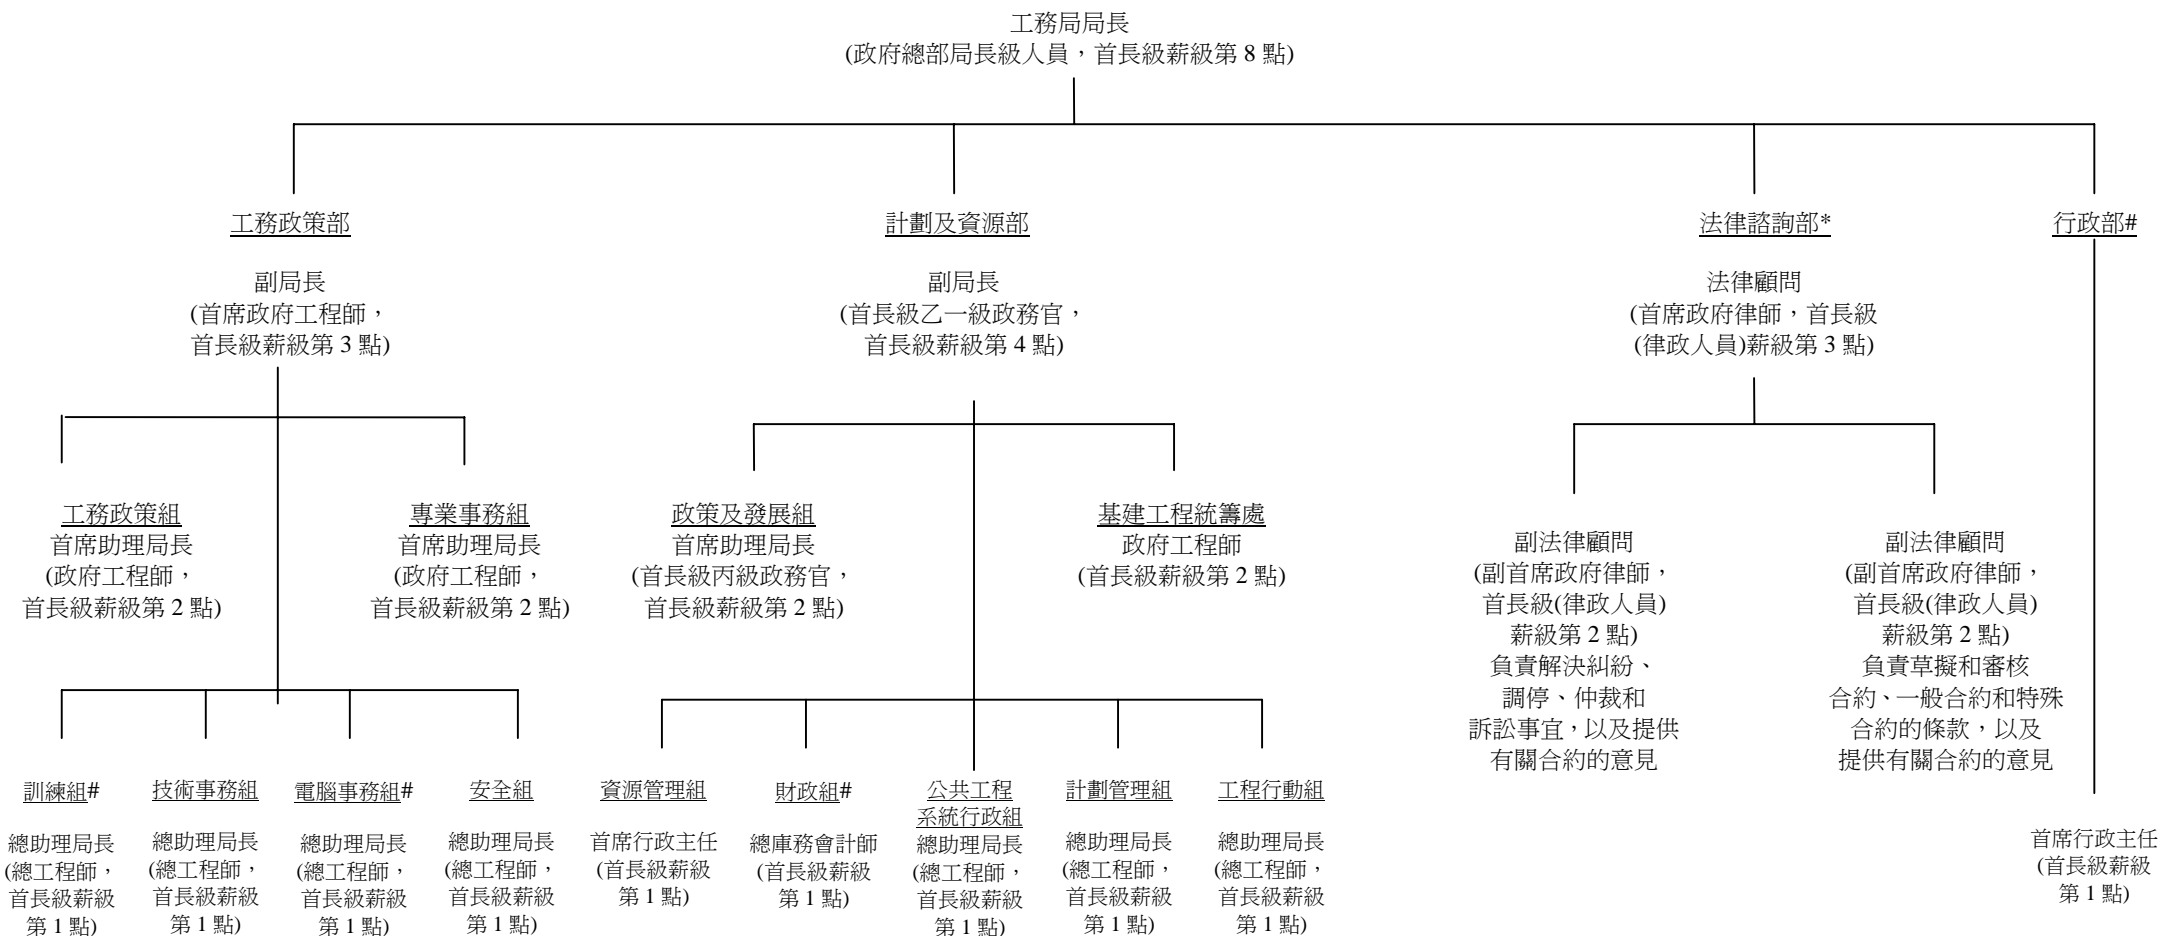 工務局局長
(政府總部局長級人員，首長級薪級第 8 點)
工務政策部
副局長
(首席政府工程師，
首長級薪級第 3 點)
計劃及資源部
副局長
(首長級乙一級政務官，
首長級薪級第 4 點)
法律諮詢部*
法律顧問
(首席政府律師，首長級
(律政人員)薪級第 3 點)
行政部#
工務政策組
首席助理局長
(政府工程師，
首長級薪級第 2 點)
專業事務組
首席助理局長
(政府工程師，
首長級薪級第 2 點)
政策及發展組
首席助理局長
(首長級丙級政務官，
首長級薪級第 2 點)
基建工程統籌處
政府工程師
(首長級薪級第 2 點)
副法律顧問
(副首席政府律師，
首長級(律政人員)
薪級第 2 點)
負責解決糾紛、
調停、仲裁和
訴訟事宜，以及提供
有關合約的意見
副法律顧問
(副首席政府律師，
首長級(律政人員)
薪級第 2 點)
負責草擬和審核
合約、一般合約和特殊
合約的條款，以及
提供有關合約的意見
訓練組#
總助理局長
(總工程師，
首長級薪級
第 1 點)
技術事務組
總助理局長
(總工程師，
首長級薪級
第 1 點)
電腦事務組#
總助理局長
(總工程師，
首長級薪級
第 1 點)
安全組
總助理局長
(總工程師，
首長級薪級
第 1 點)
資源管理組
首席行政主任
(首長級薪級
第 1 點)
財政組#
總庫務會計師
(首長級薪級
第 1 點)
公共工程
系統行政組
總助理局長
(總工程師，
首長級薪級
第 1 點)
計劃管理組
總助理局長
(總工程師，
首長級薪級
第 1 點)
工程行動組
總助理局長
(總工程師，
首長級薪級
第 1 點)
首席行政主任
(首長級薪級
第 1 點)